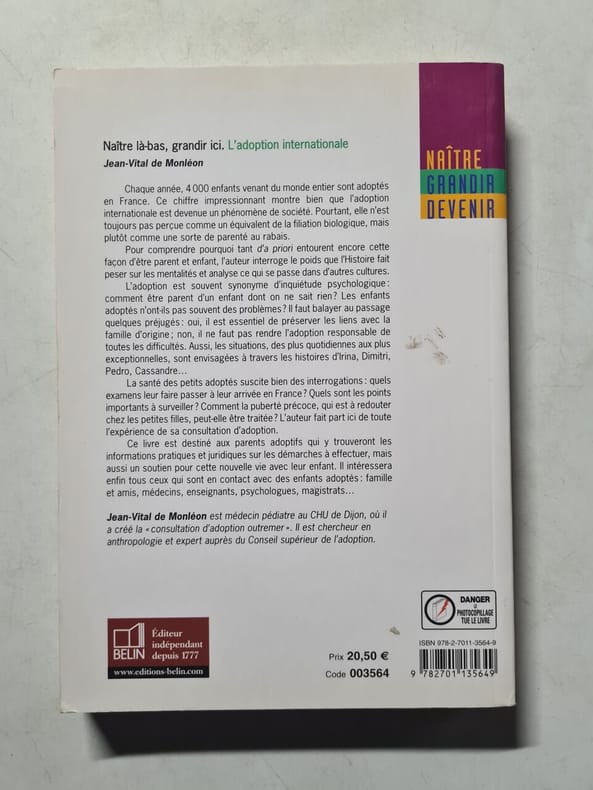 Naître là-bas, grandir ici. L'adoption internationale
Jean-Vital de Monléon
NAÎTRE
GRANDIR
DEVENIR
Chaque année, 4 000 enfants venant du monde entier sont adoptés
en France. Ce chiffre impressionnant montre bien que l'adoption
internationale est devenue un phénomène de société. Pourtant, elle n'est
toujours pas perçue comme un équivalent de la filiation biologique, mais
plutôt comme une sorte de parenté au rabais.
Pour comprendre pourquoi tant d'a priori entourent encore cette
façon d'être parent et enfant, l'auteur interroge le poids que l'Histoire fait
peser sur les mentalités et analyse ce qui se passe dans d'autres cultures.
L'adoption est souvent synonyme d'inquiétude psychologique :
comment être parent d'un enfant dont on ne sait rien ? Les enfants
adoptés n'ont-ils pas souvent des problèmes ? Il faut balayer au passage
quelques préjugés : oui, il est essentiel de préserver les liens avec la
famille d'origine ; non, il ne faut pas rendre l'adoption responsable de
toutes les difficultés. Aussi, les situations, des plus quotidiennes aux plus
exceptionnelles, sont envisagées à travers les histoires d'Irina, Dimitri,
Pedro, Cassandre...
La santé des petits adoptés suscite bien des interrogations : quels
examens leur faire passer à leur arrivée en France ? Quels sont les points
importants à surveiller ? Comment la puberté précoce, qui est à redouter
chez les petites filles, peut-elle être traitée ? L'auteur fait part ici de toute
l'expérience de sa consultation d'adoption.
Ce livre est destiné aux parents adoptifs qui y trouveront les
informations pratiques et juridiques sur les démarches à effectuer, mais
aussi un soutien pour cette nouvelle vie avec leur enfant. Il intéressera
enfin tous ceux qui sont en contact avec des enfants adoptés : famille
et amis, médecins, enseignants, psychologues, magistrats...
Jean-Vital de Monléon est médecin pédiatre au CHU de Dijon, où il
a créé la « consultation d'adoption outremer ». Il est chercheur en
anthropologie et expert auprès du Conseil supérieur de l'adoption.
DANGER
LE
PHOTOCOPILLAGE
TUE LE LIVRE
BELIN
Éditeur
indépendant
depuis 1777
www.editions-belin.com
Prix 20,50 €
Code 003564
ISBN 978-2-7011-3564-9
9 782701 135649